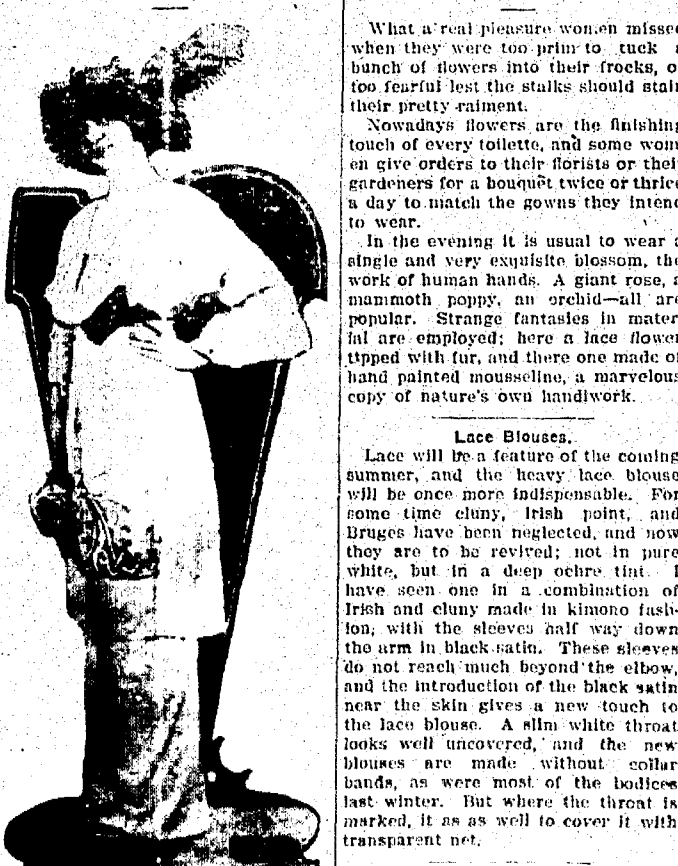 What a real pleasure women missed
when they were too prim to tuck a
bunch of flowers into their frocks, o
too fearful lest the stalks should stain
their pretty raiment.
Nowadays flowers are the finishing
touch of every toilette, and some wom
en give orders to their florists or thei
gardeners for a bouquet twice or thrice
a day to match the gowns they intend
to wear.
In the evening it is usual to wear a
single and very exquisite blossom, the
work of human hands. A giant rose, a
mammoth poppy, an orchid—all are
popular. Strange fantasies in mater
ial are employed; here a lace flower
tipped with fur, and there one made of
hand painted mousseline, a marvelous
copy of nature's own handiwork.
Lace Blouses.
Lace will be a feature of the coming
summer, and the heavy lace blouse
will be once more indispensable. For
some time cluny, Irish point, and
Bruges have been neglected, and now
they are to be revived; not in pure
white, but in a deep ochre tint. I
have seen one in a combination of
Irish and cluny made in kimono fash-
ion, with the sleeves half way down
the arm in black satin. These sleeves
do not reach much beyond the elbow,
and the introduction of the black satin
near the skin gives a new touch to
the lace blouse. A slim white throat
looks well uncovered, and the new
blouses are made without collar
bands, as were most of the bodices
last winter. But where the throat is
marked, it as as well to cover it with
transparent net.